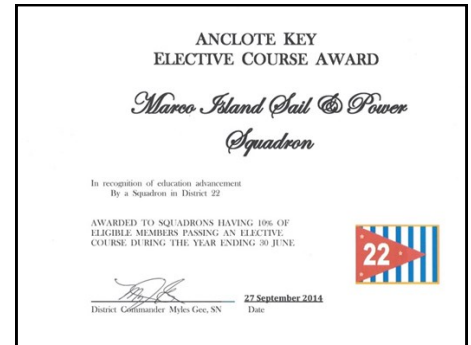 ANCLOTE KEY
ELECTIVE COURSE AWARD
Marco Island Sail & Power
Squadron
In recognition of education advancement
By a Squadron in District 22
AWARDED TO SQUADRONS HAVING 10% OF
ELIGIBLE MEMBERS PASSING AN ELECTIVE
COURSE DURING THE YEAR ENDING 30 JUNE
22
27 September 2014
District Commander Myles Gee, SN Date